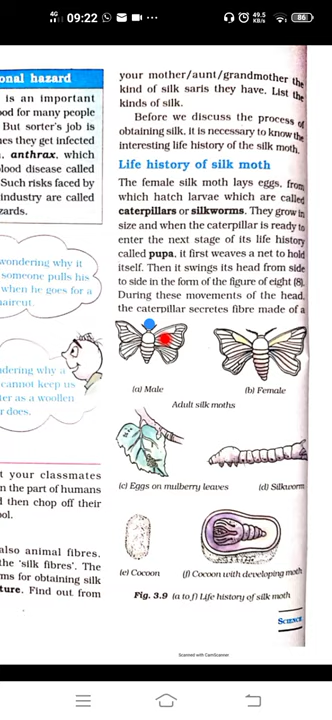 4G 09:22 49.5 KB/s 86
onal hazard
is an important
ood for many people
But sorter's job is
nes they get infected
, anthrax, which
lood disease called
Such risks faced by
industry are called
zards.
wondering why it
someone pulls his
when he goes for a
haircut.
ndering why a
cannot keep us
ter as a woollen
r does.
t your classmates
n the part of humans
d then chop off their
ool.
also animal fibres.
the 'silk fibres'. The
rms for obtaining silk
ture. Find out from
your mother/aunt/grandmother the
kind of silk saris they have. List the
kinds of silk.
Before we discuss the process of
obtaining silk, it is necessary to know the
interesting life history of the silk moth.
Life history of silk moth
The female silk moth lays eggs, from
which hatch larvae which are called
caterpillars or silkworms. They grow in
size and when the caterpillar is ready to
enter the next stage of its life history
called pupa, it first weaves a net to hold
itself. Then it swings its head from side
to side in the form of the figure of eight (8).
During these movements of the head,
the caterpillar secretes fibre made of a
(a) Male
(b) Female
Adult silk moths
(c) Eggs on mulberry leaves
(d) Silkworm
(e) Cocoon
(f) Cocoon with developing moth
Fig. 3.9 (a to f) Life history of silk moth
SCIENCE
Scanned with CamScanner